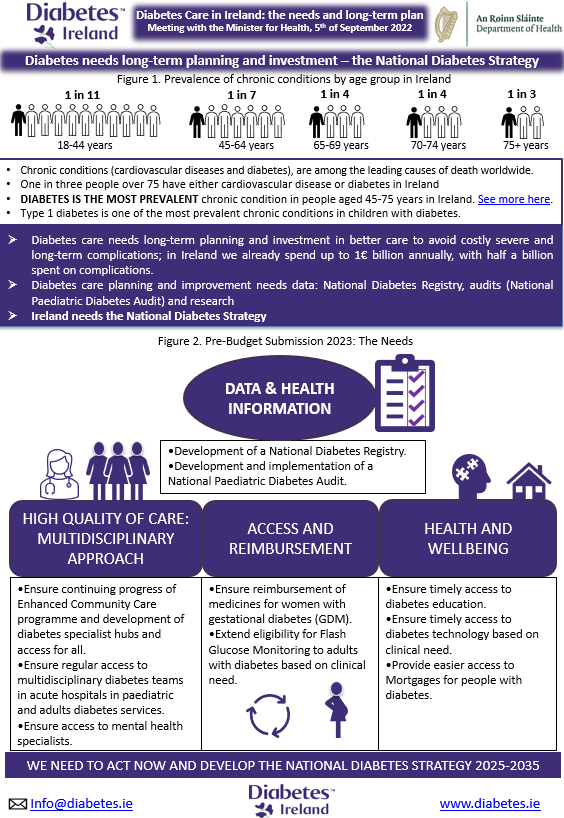 Diabetes
Ireland
Diabetes Care in Ireland: the needs and long-term plan
Meeting with the Minister for Health, 5th of September 2022
An Roinn Sláinte
Department of Health
Diabetes needs long-term planning and investment – the National Diabetes Strategy
Figure 1. Prevalence of chronic conditions by age group in Ireland
1 in 11
1 in 7
1 in 4
1 in 4
1 in 3
18-44 years
45-64 years
65-69 years
70-74 years
75+ years
• Chronic conditions (cardiovascular diseases and diabetes), are among the leading causes of death worldwide.
• One in three people over 75 have either cardiovascular disease or diabetes in Ireland
• DIABETES IS THE MOST PREVALENT chronic condition in people aged 45-75 years in Ireland. See more here.
• Type 1 diabetes is one of the most prevalent chronic conditions in children with diabetes.
➢ Diabetes care needs long-term planning and investment in better care to avoid costly severe and
long-term complications; in Ireland we already spend up to 1€ billion annually, with half a billion
spent on complications.
➢ Diabetes care planning and improvement needs data: National Diabetes Registry, audits (National
Paediatric Diabetes Audit) and research
➢ Ireland needs the National Diabetes Strategy
Figure 2. Pre-Budget Submission 2023: The Needs
DATA & HEALTH
INFORMATION
•Development of a National Diabetes Registry.
•Development and implementation of a
National Paediatric Diabetes Audit.
HIGH QUALITY OF CARE:
MULTIDISCIPLINARY
APPROACH
•Ensure continuing progress of
Enhanced Community Care
programme and development of
diabetes specialist hubs and
access for all.
•Ensure regular access to
multidisciplinary diabetes teams
in acute hospitals in paediatric
and adults diabetes services.
•Ensure access to mental health
specialists.
ACCESS AND
REIMBURSEMENT
•Ensure reimbursement of
medicines for women with
gestational diabetes (GDM).
•Extend eligibility for Flash
Glucose Monitoring to adults
with diabetes based on clinical
need.
HEALTH AND
WELLBEING
•Ensure timely access to
diabetes education.
•Ensure timely access to
diabetes technology based on
clinical need.
•Provide easier access to
Mortgages for people with
diabetes.
WE NEED TO ACT NOW AND DEVELOP THE NATIONAL DIABETES STRATEGY 2025-2035
Info@diabetes.ie
Diabetes
Ireland
www.diabetes.ie